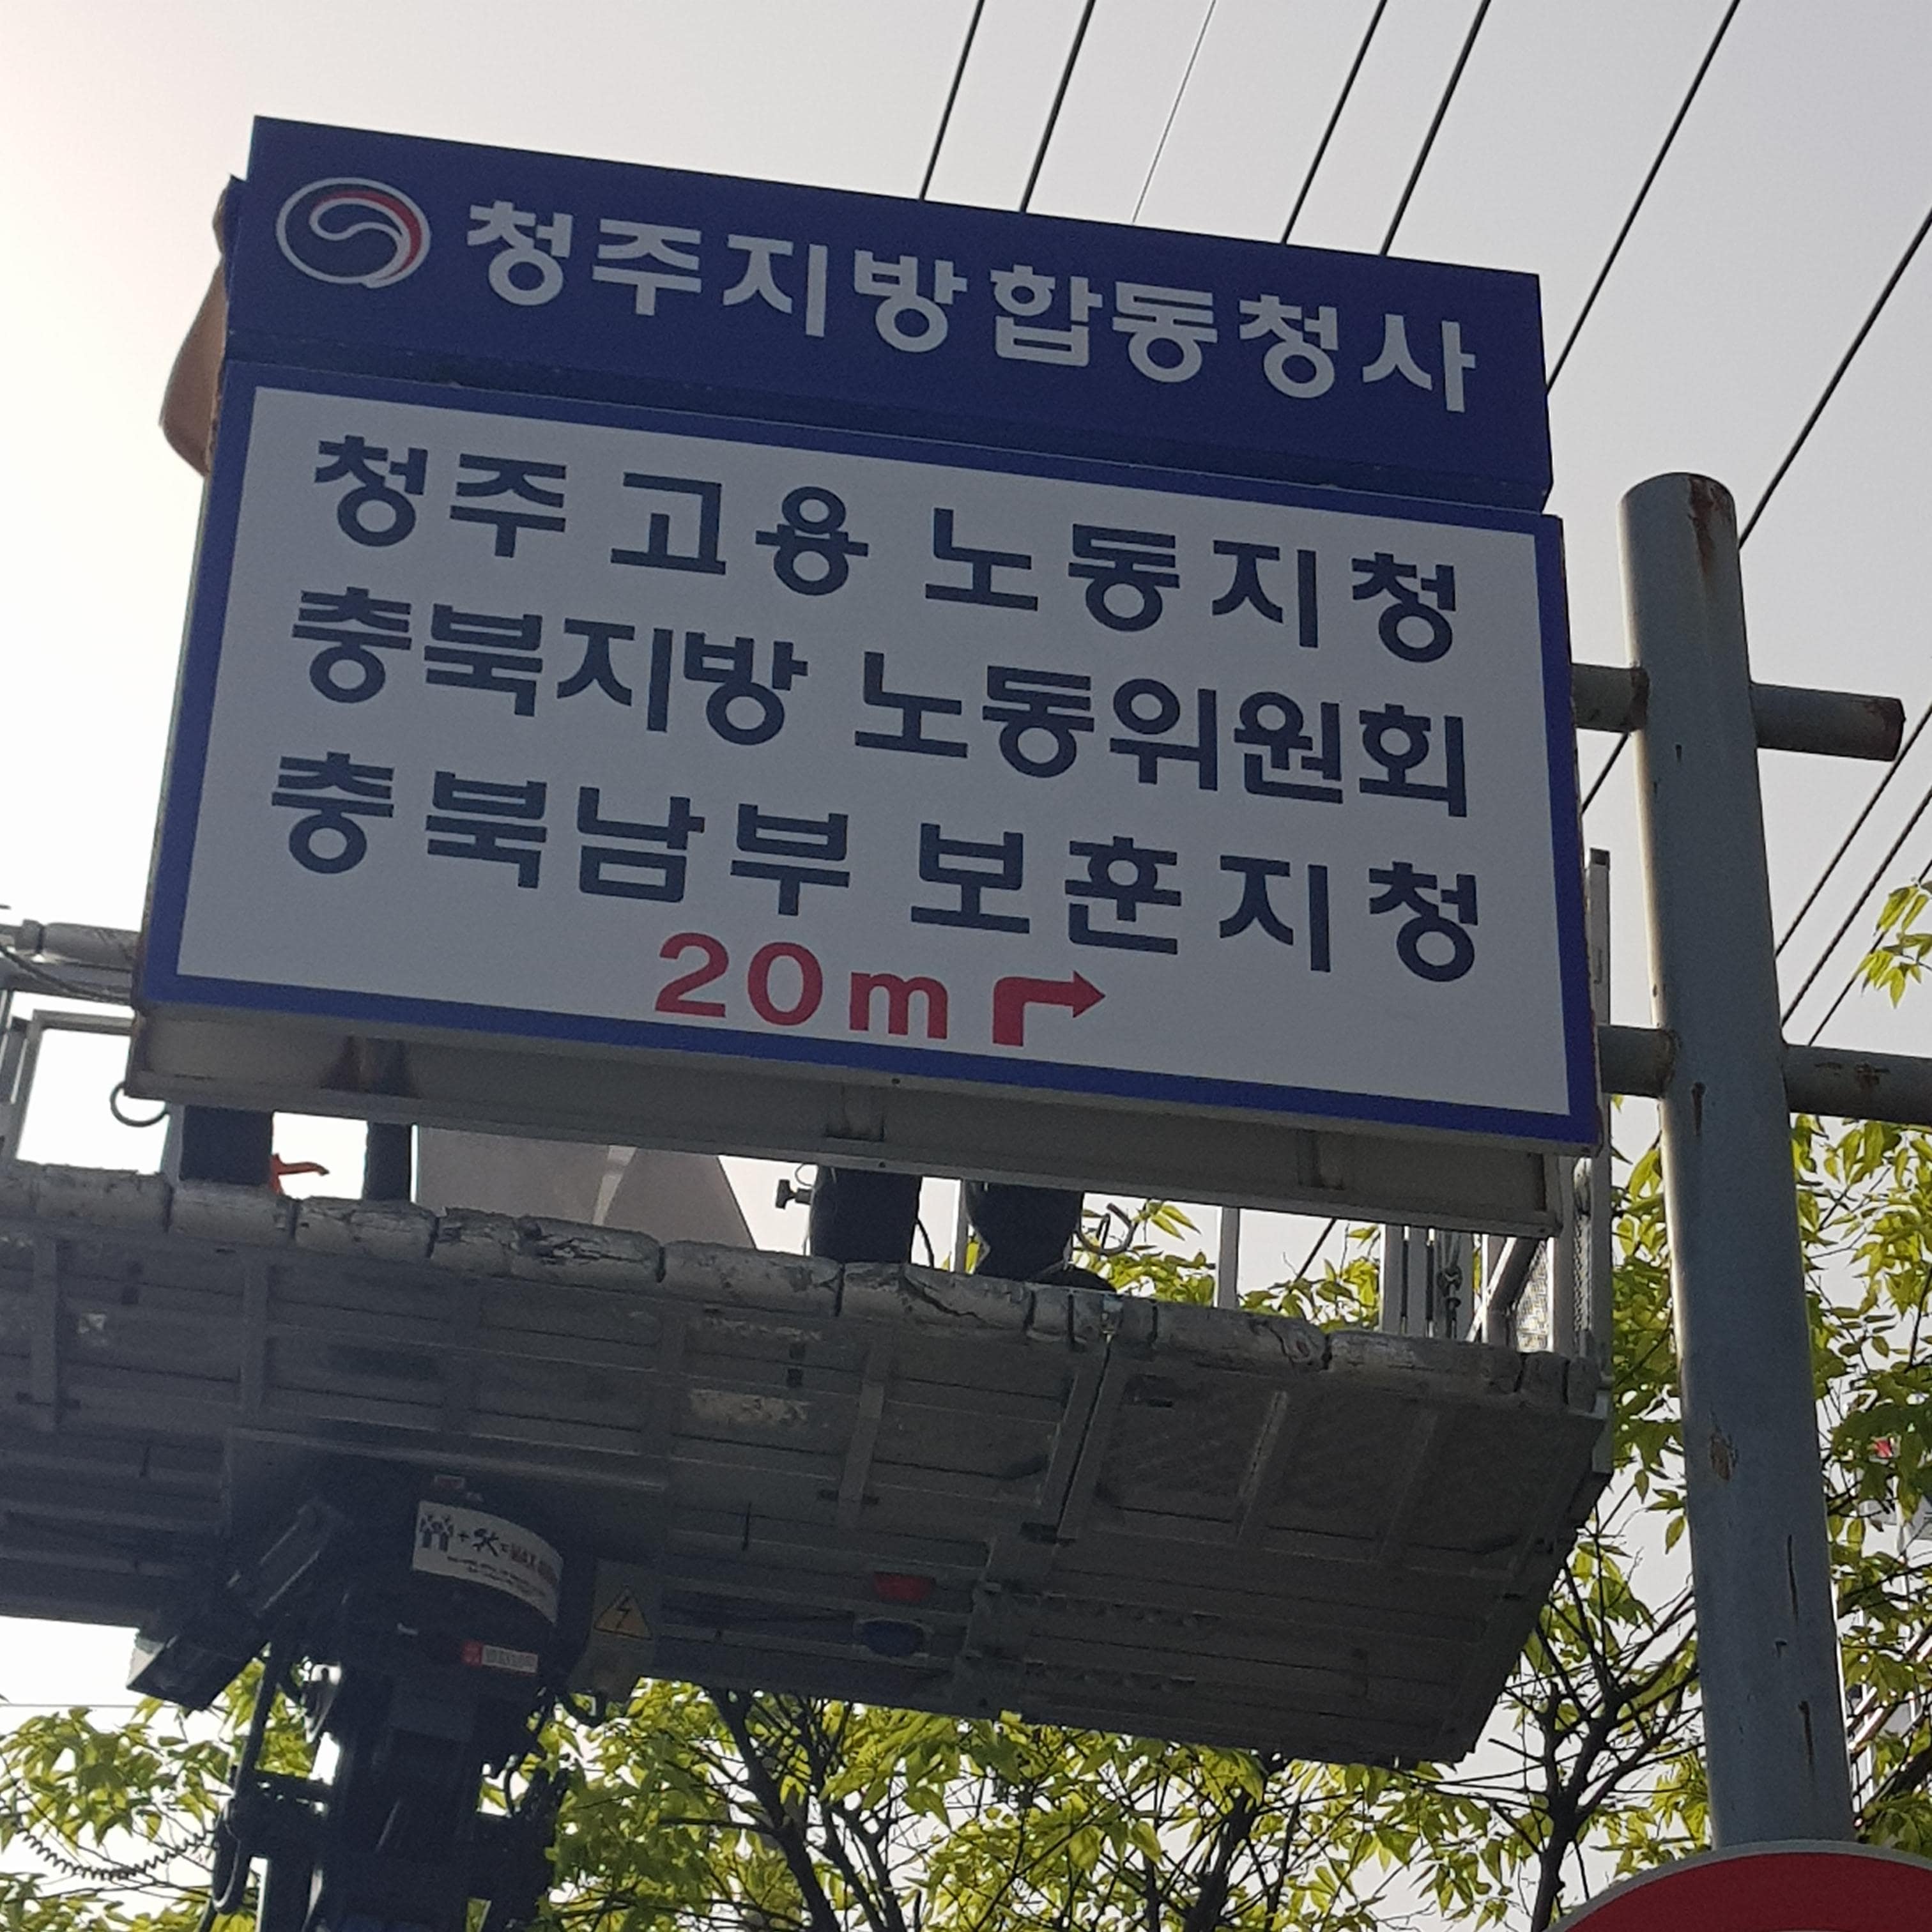 청주지방합동청사
청주 고용 노동지청
충북지방 노동위원회
충북남부 보훈지청
20m